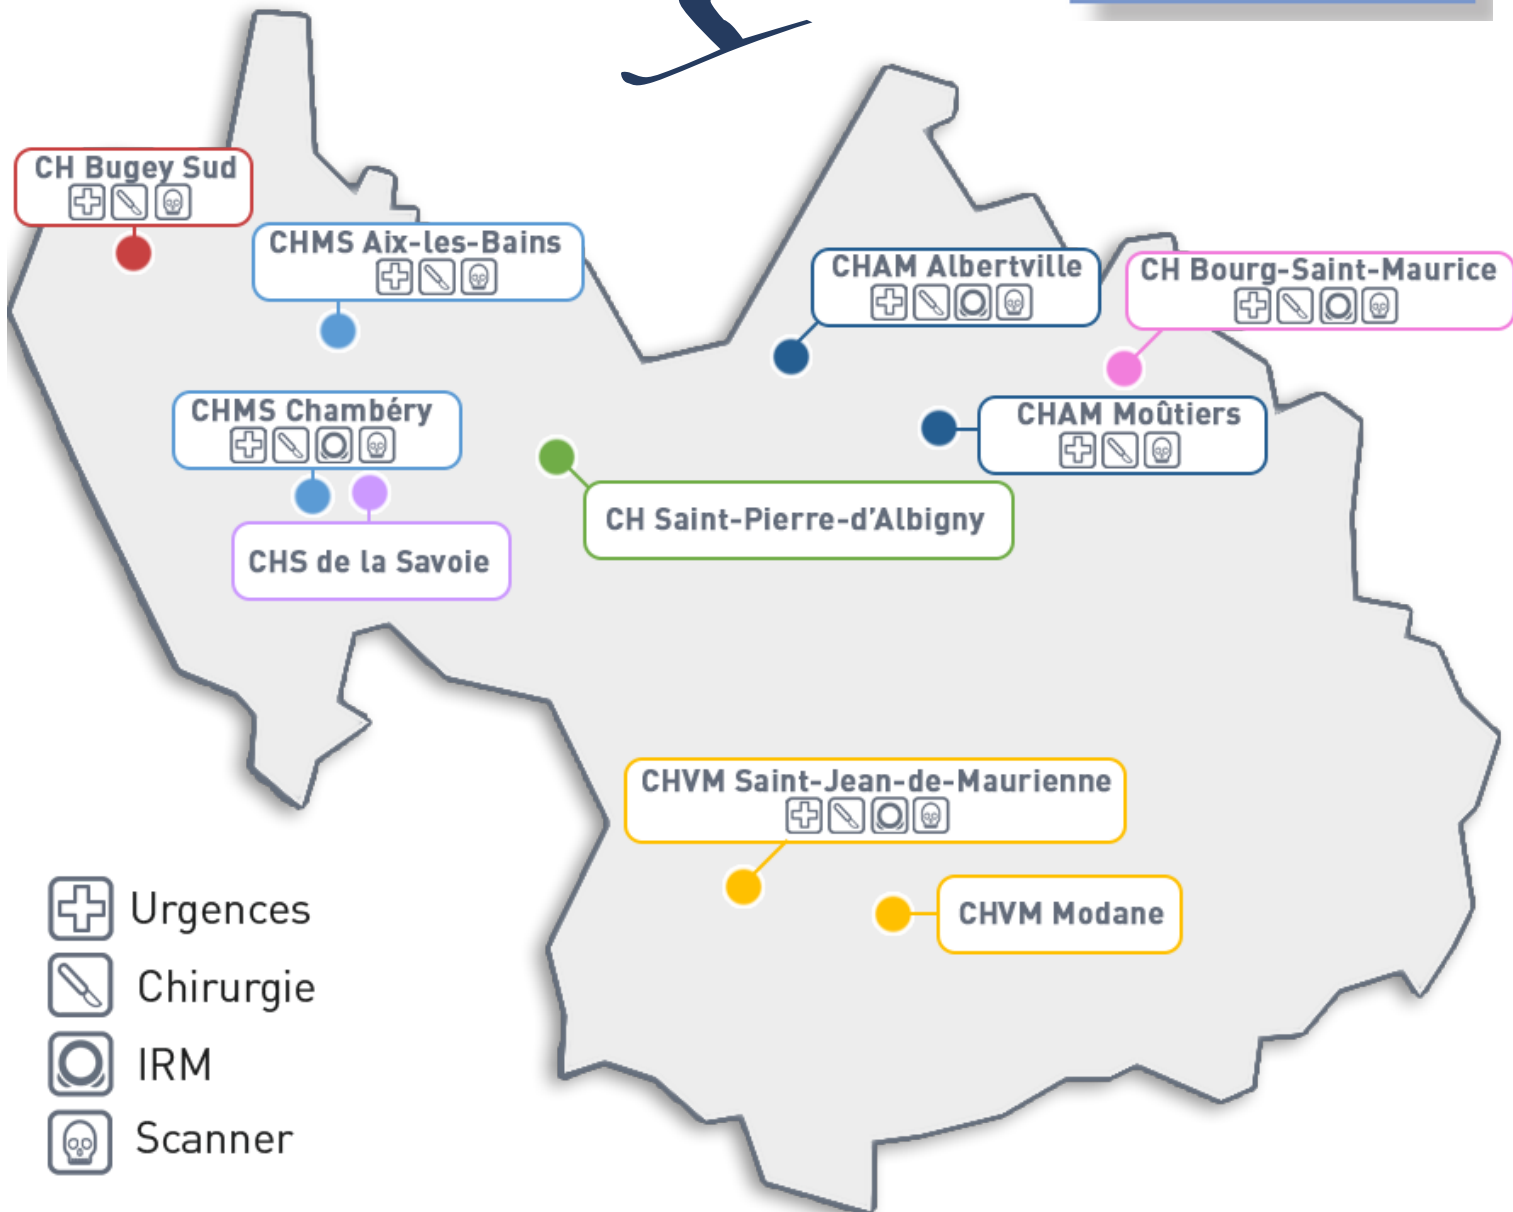 CH Bugey Sud
CHMS Aix-les-Bains
CHAM Albertville
CH Bourg-Saint-Maurice
CHMS Chambéry
CHAM Moûtiers
CH Saint-Pierre-d’Albigny
CHS de la Savoie
CHVM Saint-Jean-de-Maurienne
CHVM Modane
Urgences
Chirurgie
IRM
Scanner